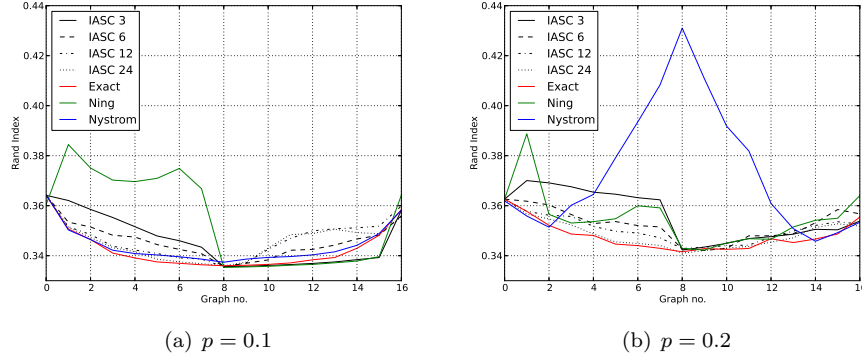 0.44
0.42
0.40
0.38
0.36
0.34
Rand Index
IASC 3
IASC 6
IASC 12
IASC 24
Exact
Ning
Nystrom
0 2 4 6 8 10 12 14 16
Graph no.
(a) p = 0.1
0.44
0.42
0.40
0.38
0.36
0.34
Rand Index
IASC 3
IASC 6
IASC 12
IASC 24
Exact
Ning
Nystrom
0 2 4 6 8 10 12 14 16
Graph no.
(b) p = 0.2